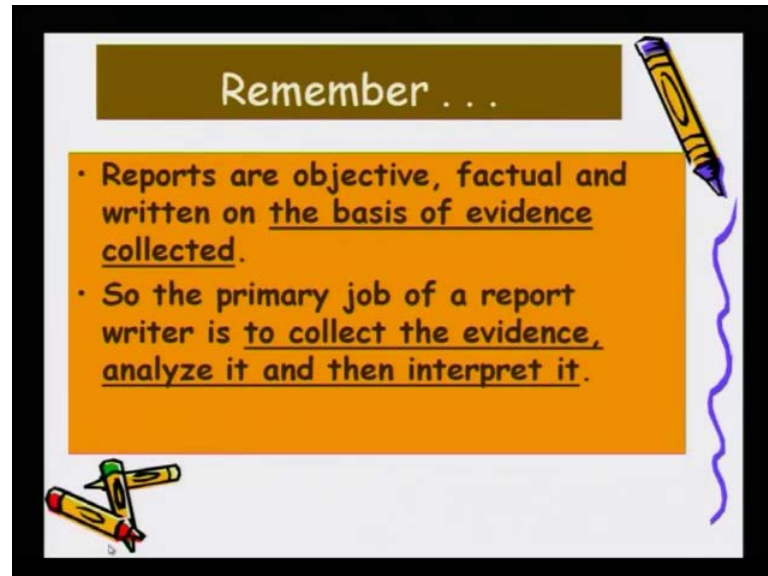 Remember . . .
· Reports are objective, factual and
written on the basis of evidence
collected.
· So the primary job of a report
writer is to collect the evidence,
analyze it and then interpret it.